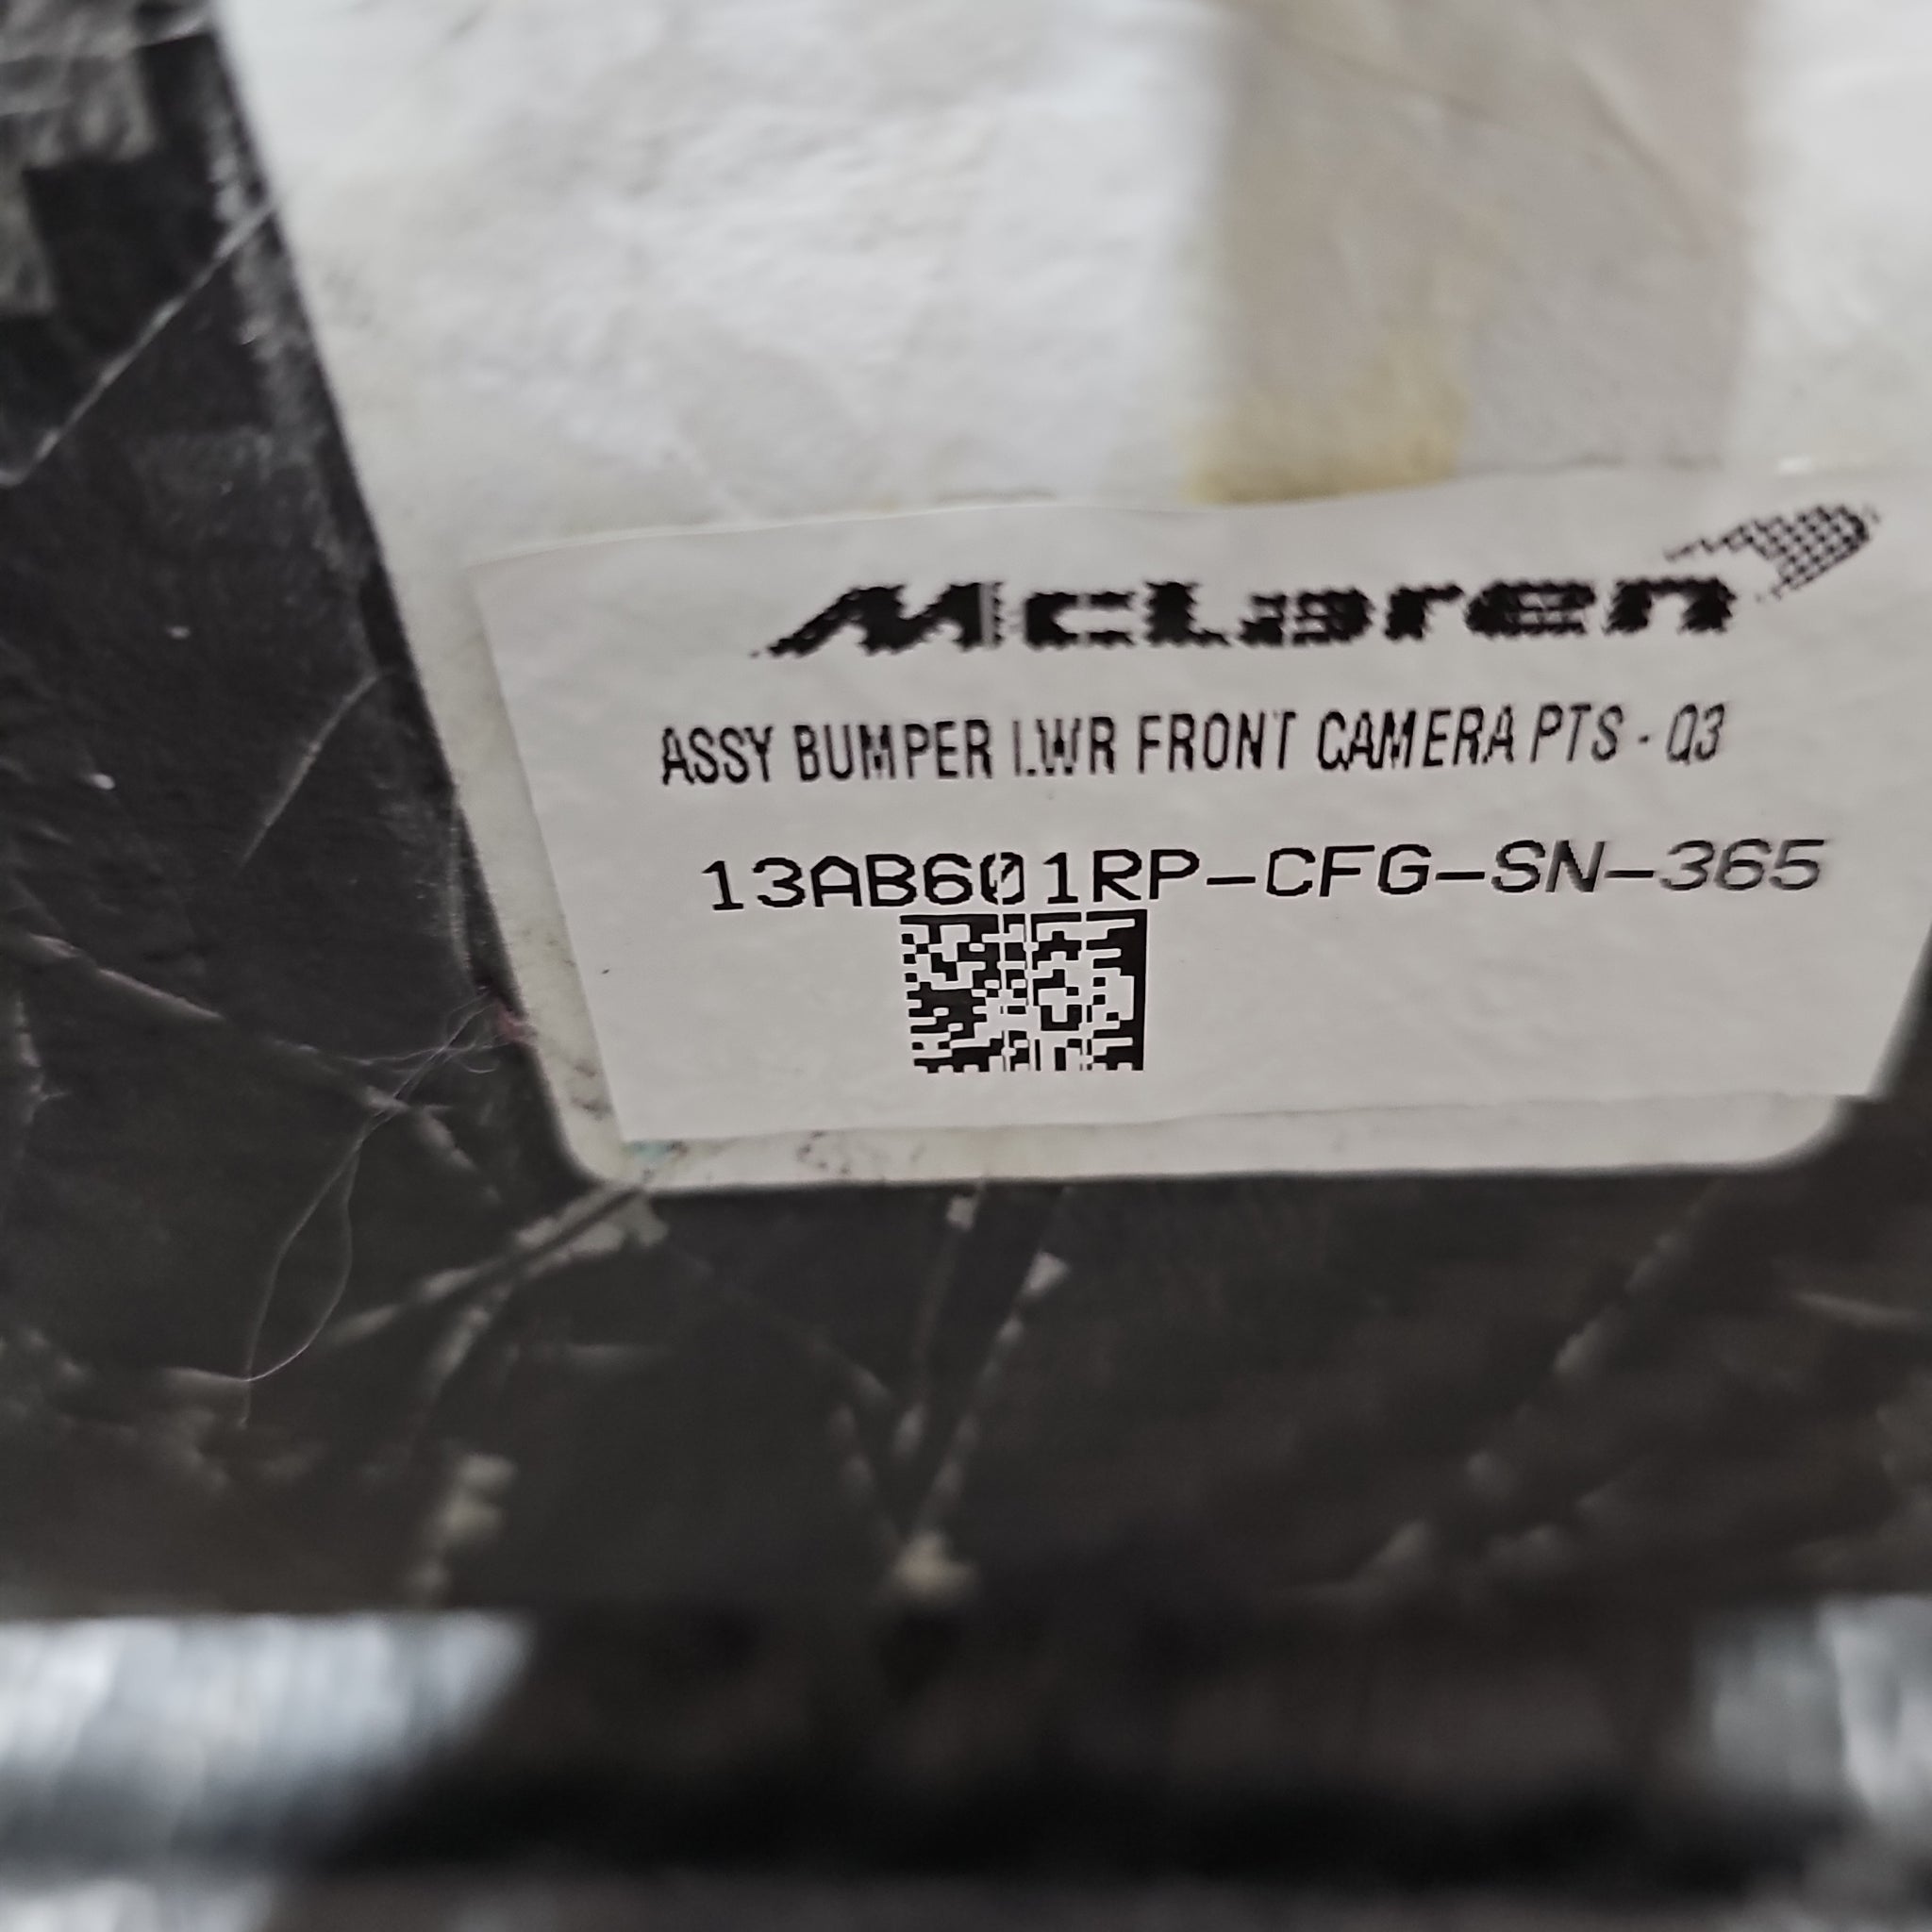 McLaren
ASSY BUMPER LWR FRONT CAMERA PTS - Q3
13AB601RP-CFG-SN-365